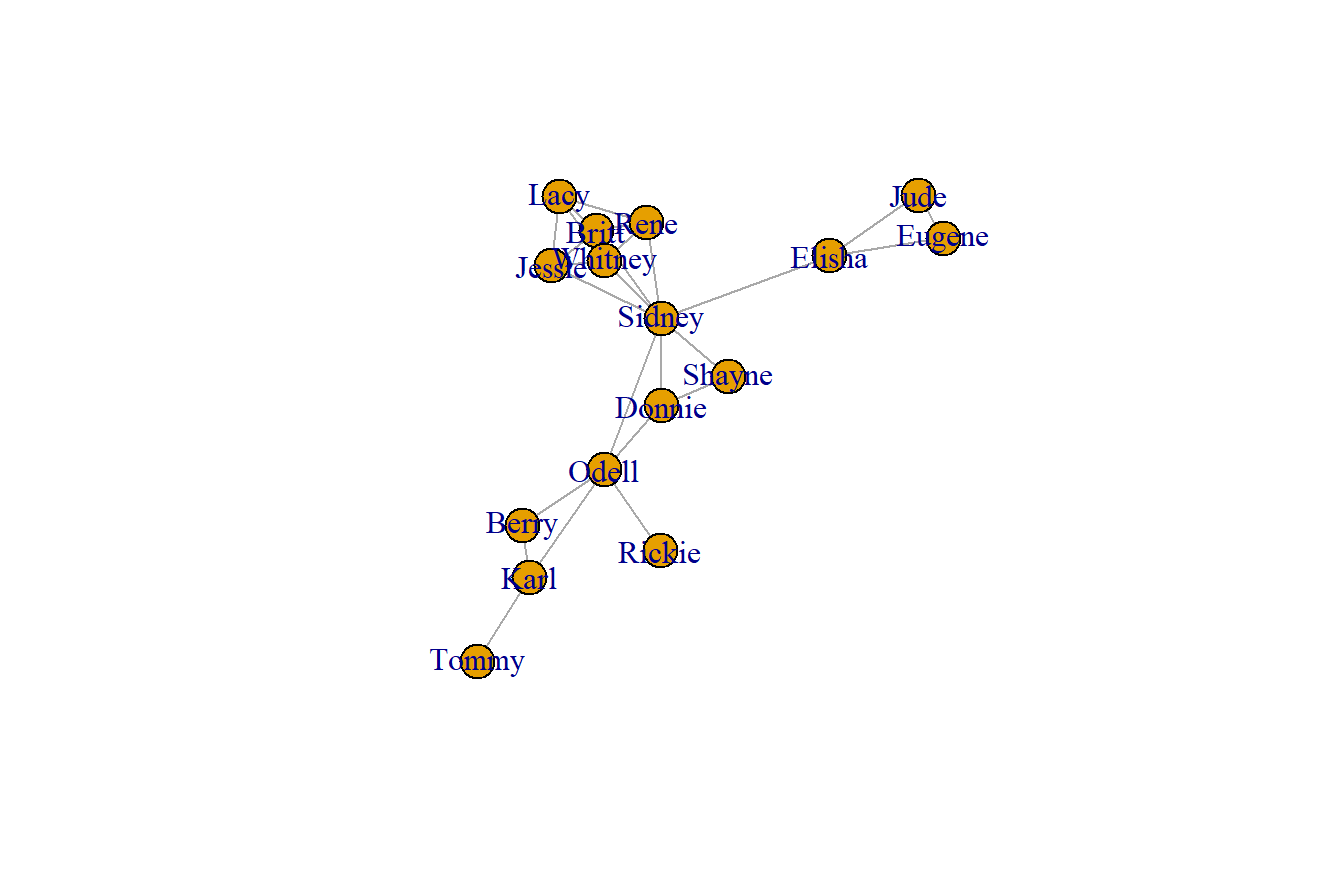 Lacy
Jude
Britt
Rene
Eugene
Jessie
Whitney
Elisha
Sidney
Shayne
Donnie
Odell
Berry
Rickie
Karl
Tommy